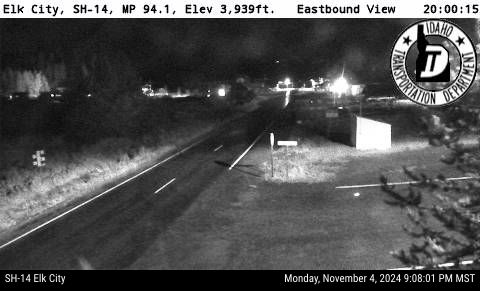 Elk City, SH-14, MP 94.1, Elev 3,939ft. Eastbound View 20:00:15
IDAHO
TRANSPORTATION DEPARTMENT
SH-14 Elk City Monday, November 4, 2024 9:08:01 PM MST